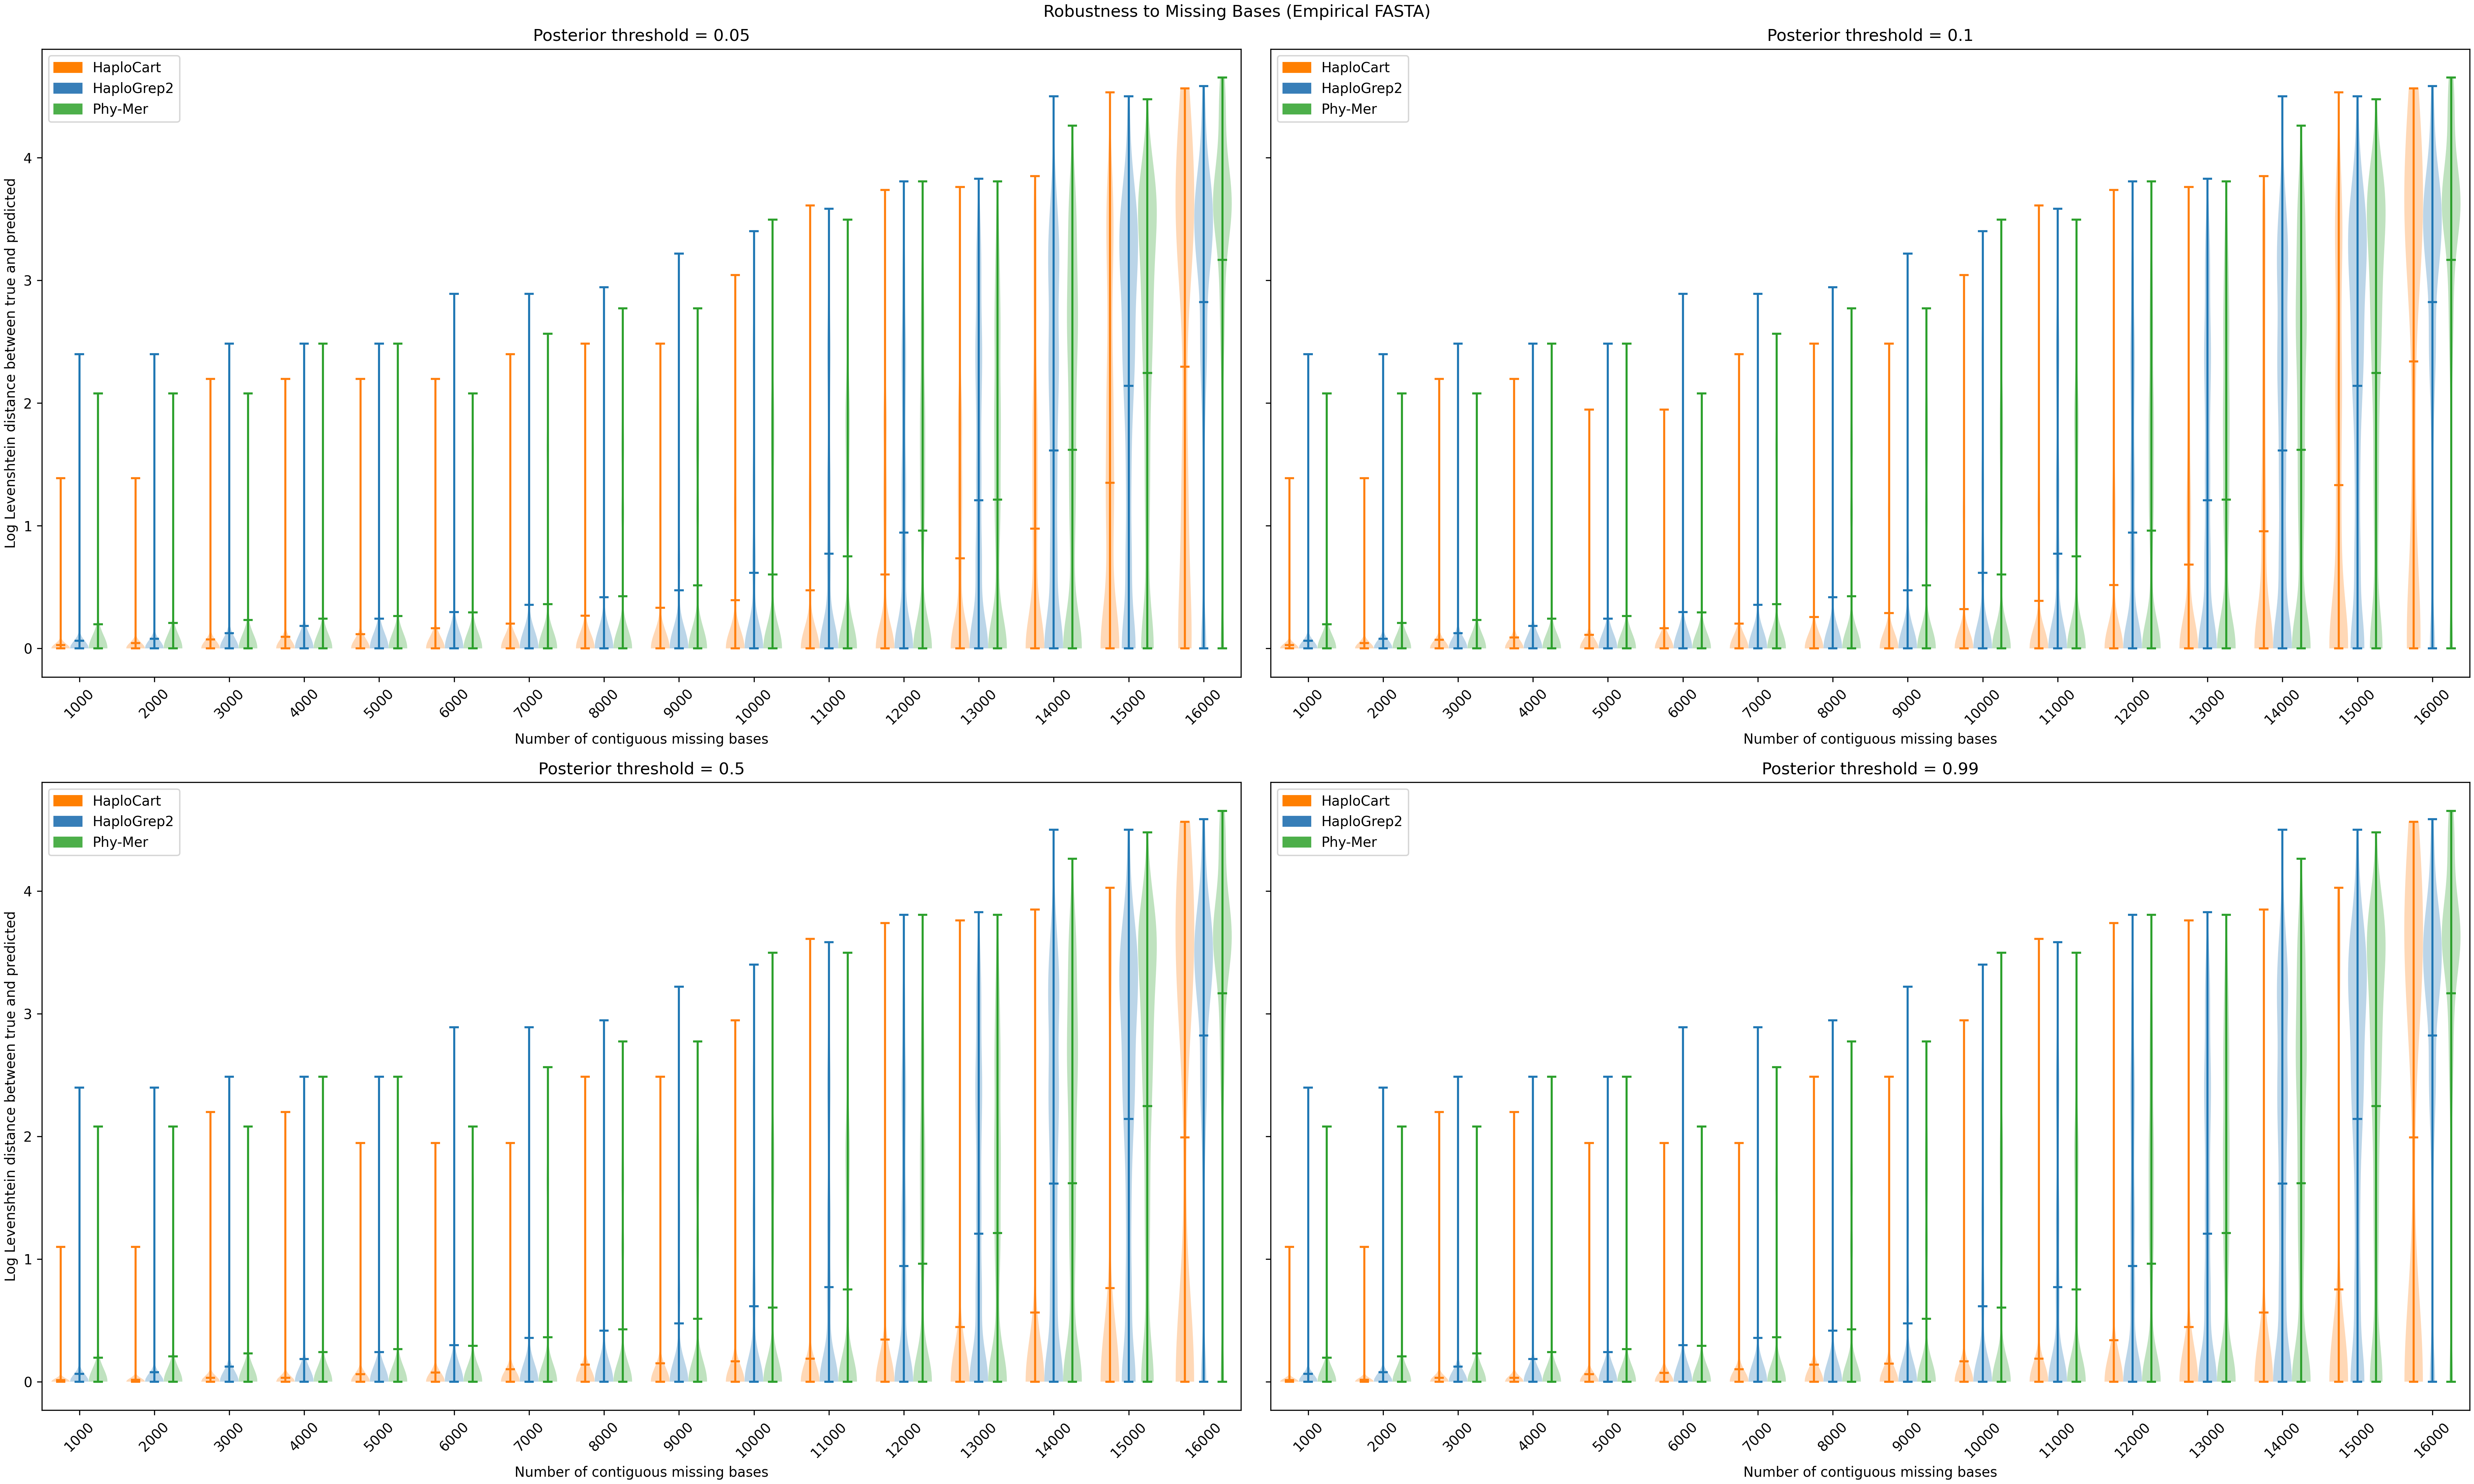 Robustness to Missing Bases (Empirical FASTA)
Posterior threshold = 0.05
HaploCart
HaploGrep2
Phy-Mer
Log Levenshtein distance between true and predicted
4
3
2
1
0
1000 2000 3000 4000 5000 6000 7000 8000 9000 10000 11000 12000 13000 14000 15000 16000
Number of contiguous missing bases
Posterior threshold = 0.1
HaploCart
HaploGrep2
Phy-Mer
1000 2000 3000 4000 5000 6000 7000 8000 9000 10000 11000 12000 13000 14000 15000 16000
Number of contiguous missing bases
Posterior threshold = 0.5
HaploCart
HaploGrep2
Phy-Mer
Log Levenshtein distance between true and predicted
4
3
2
1
0
1000 2000 3000 4000 5000 6000 7000 8000 9000 10000 11000 12000 13000 14000 15000 16000
Number of contiguous missing bases
Posterior threshold = 0.99
HaploCart
HaploGrep2
Phy-Mer
1000 2000 3000 4000 5000 6000 7000 8000 9000 10000 11000 12000 13000 14000 15000 16000
Number of contiguous missing bases